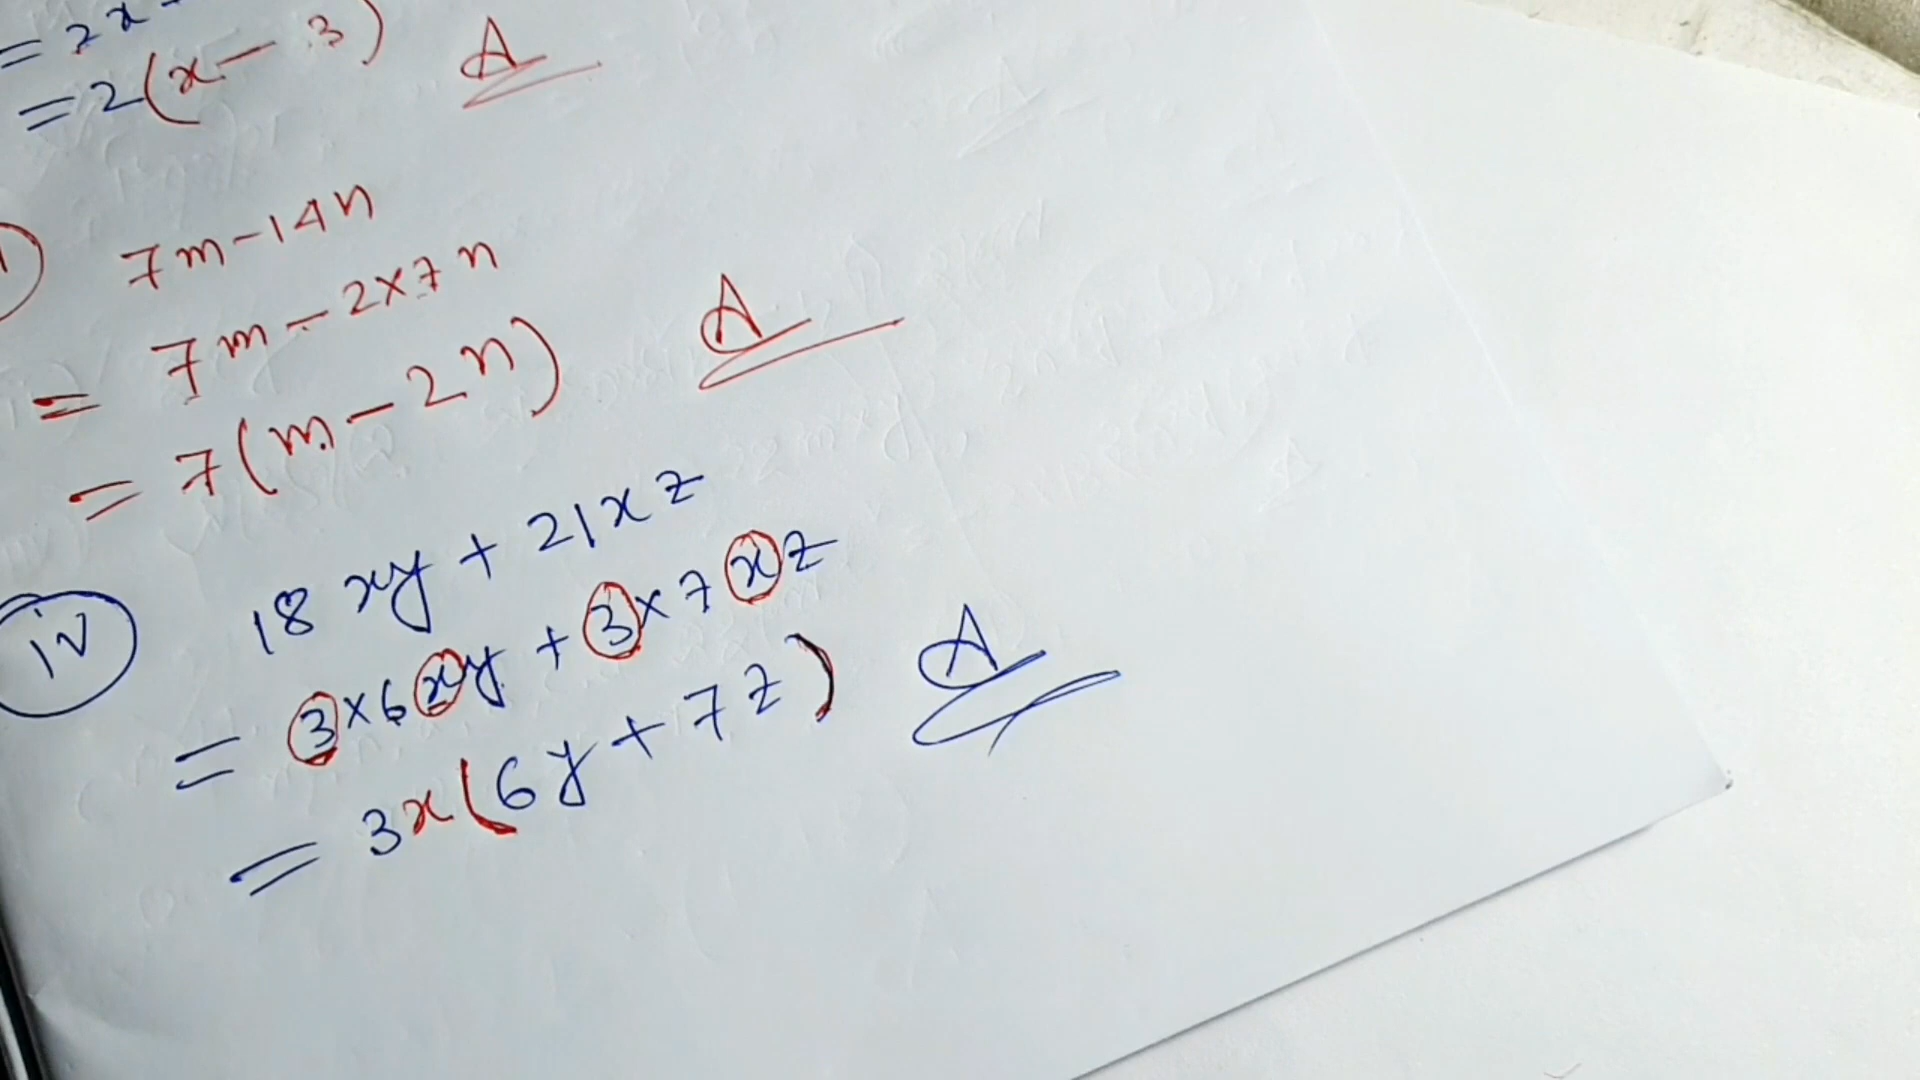 = 2x -
= 2(x - 3) A
7m - 14n
= 7m - 2×7n
= 7(m - 2n) A
iv 18xy + 21xz
= 3×6xy + 3×7xz
= 3x(6y + 7z) A